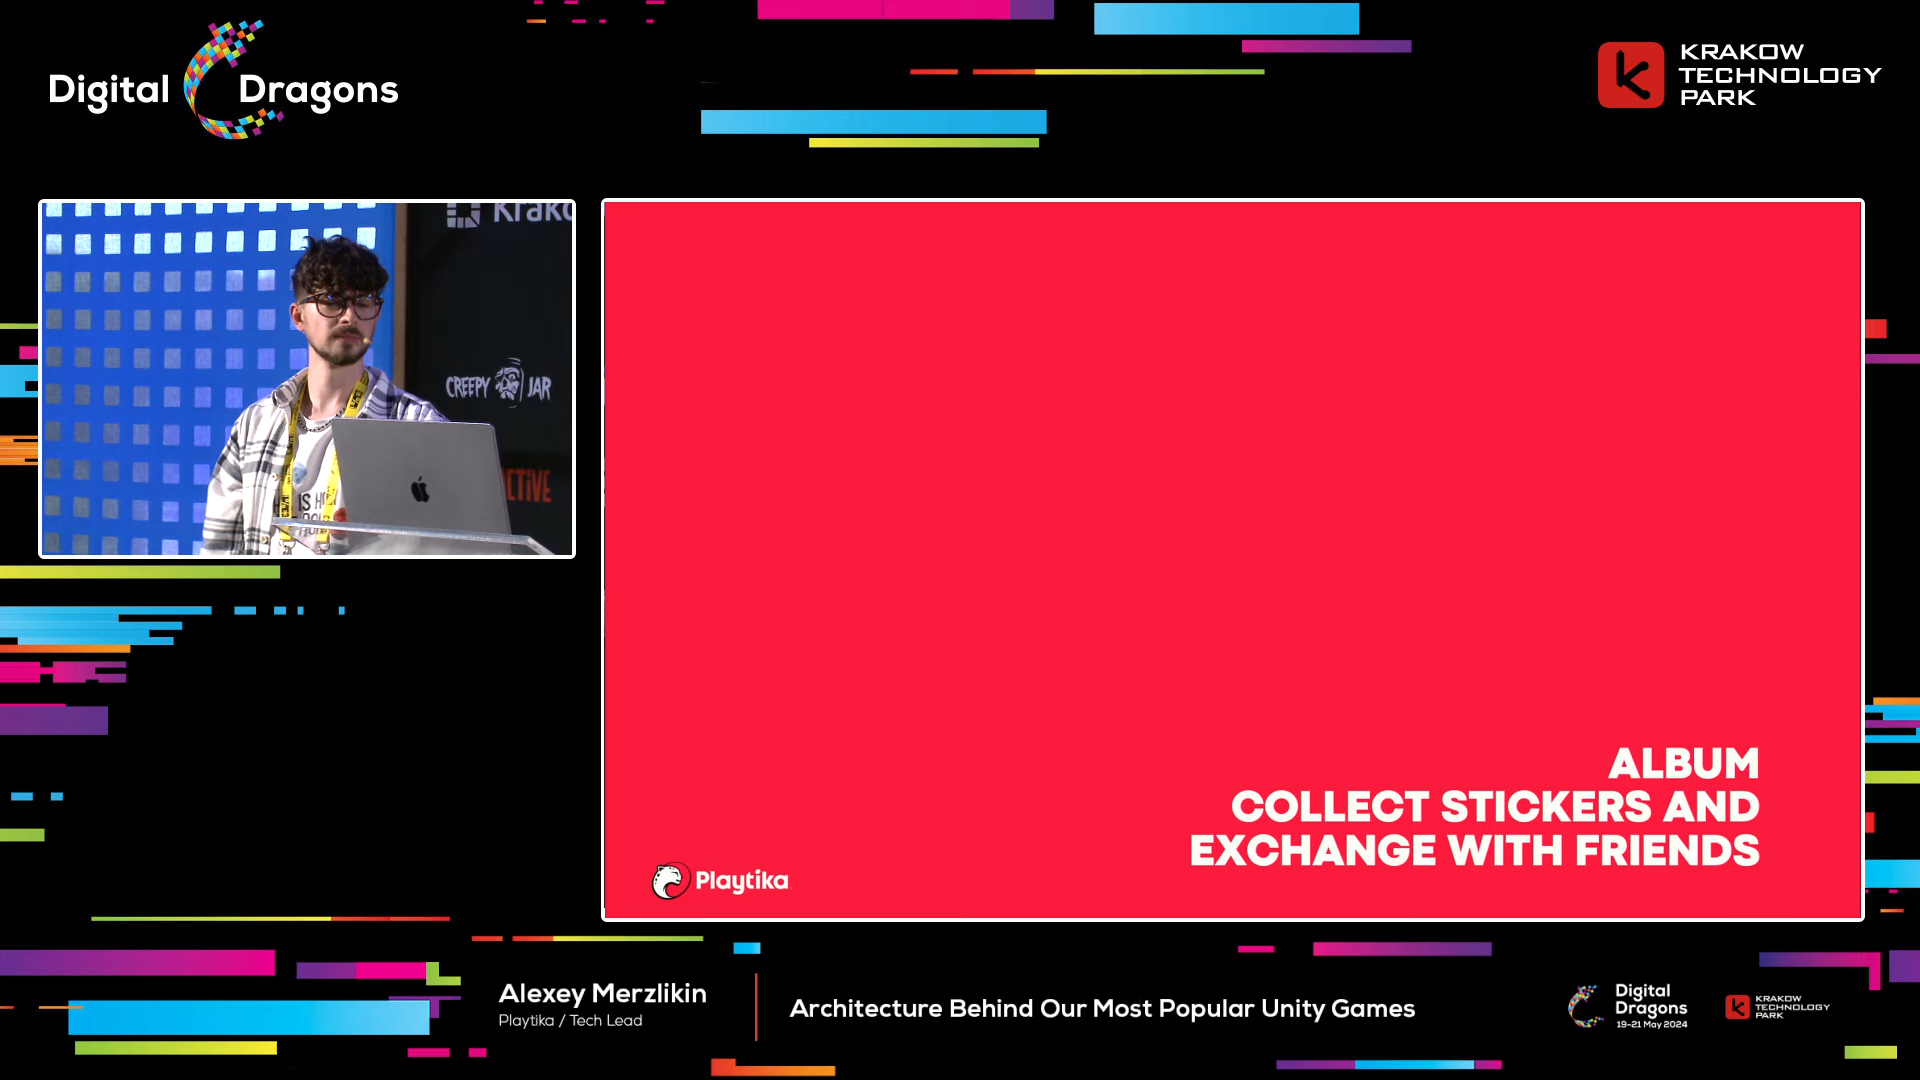 Digital Dragons
KRAKOW
TECHNOLOGY
PARK
CREEPY JAR
ALBUM
COLLECT STICKERS AND
EXCHANGE WITH FRIENDS
Playtika
Alexey Merzlikin
Playtika / Tech Lead
Architecture Behind Our Most Popular Unity Games
Digital
Dragons
19-21 May 2024
KRAKOW
TECHNOLOGY
PARK